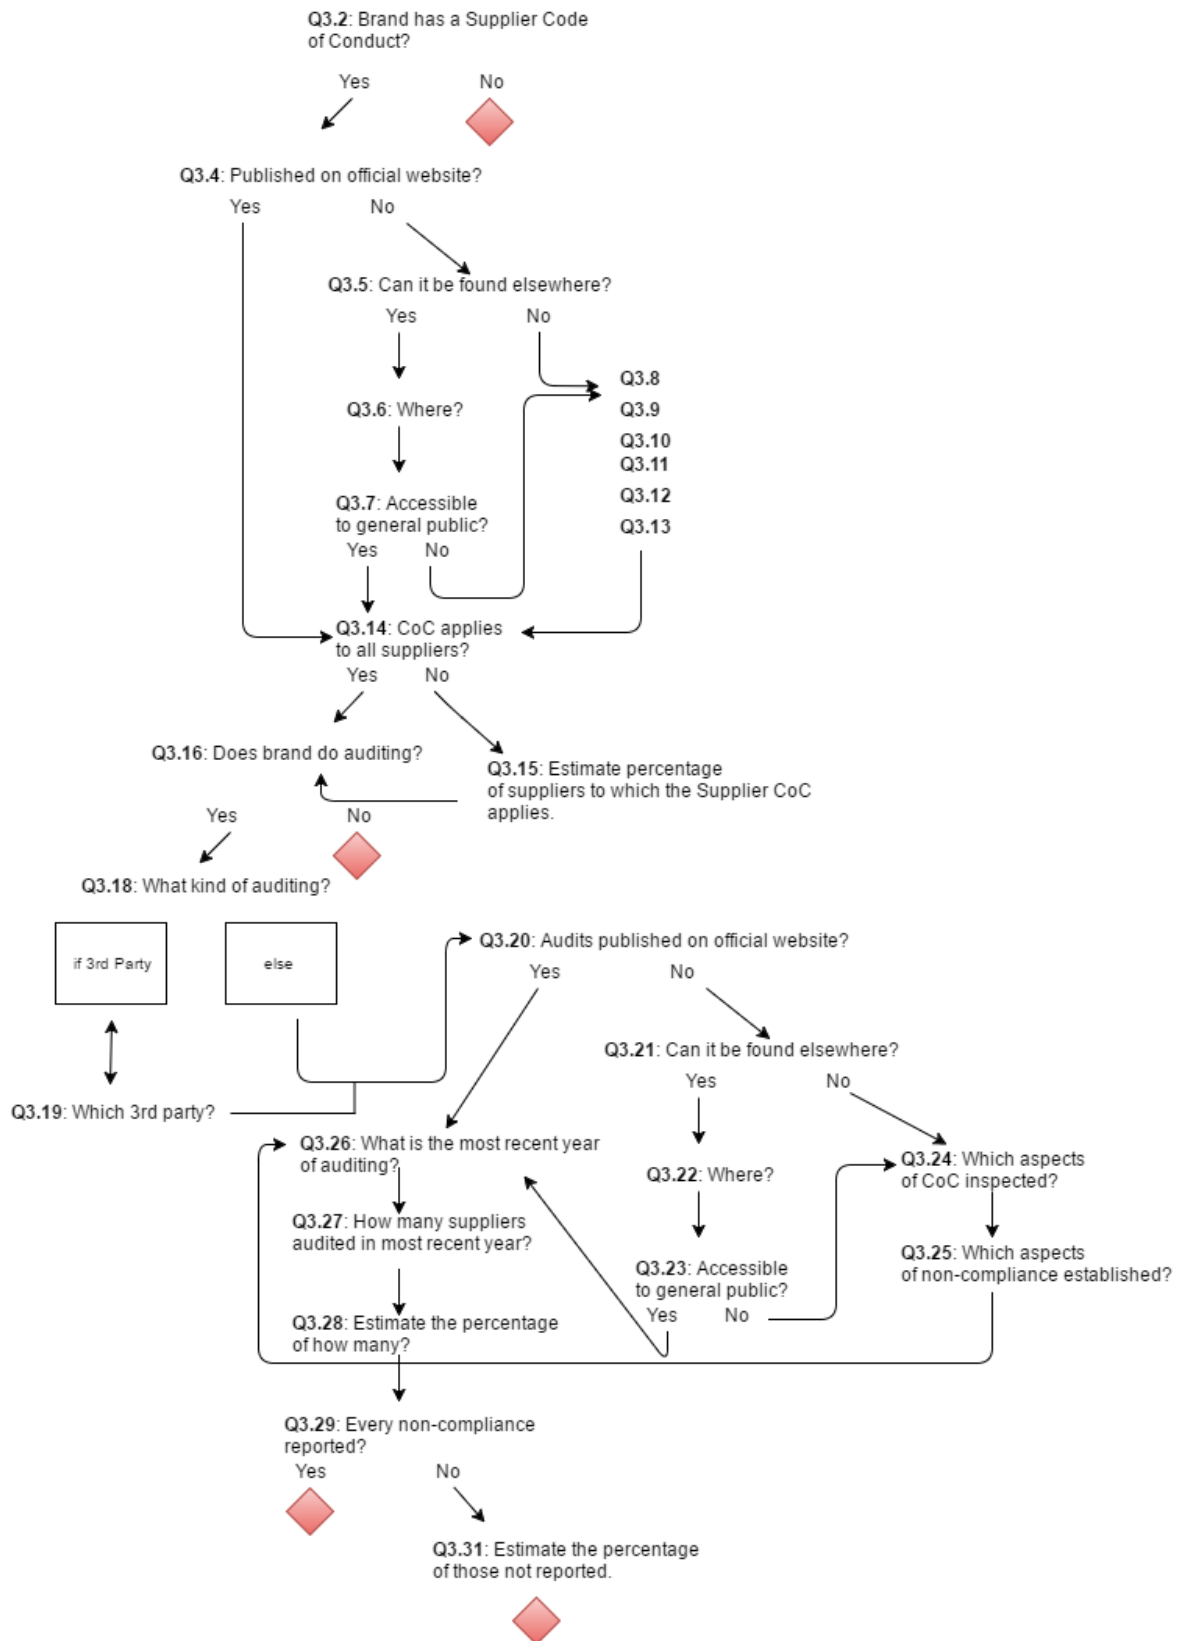 Q3.2: Brand has a Supplier Code
of Conduct?
Yes
No
Q3.4: Published on official website?
Yes
No
Q3.5: Can it be found elsewhere?
Yes
No
Q3.8
Q3.6: Where?
Q3.9
Q3.10
Q3.11
Q3.7: Accessible
to general public?
Q3.12
Q3.13
Yes
No
Q3.14: CoC applies
to all suppliers?
Yes
No
Q3.16: Does brand do auditing?
Q3.15: Estimate percentage
of suppliers to which the Supplier CoC
applies.
Yes
No
Q3.18: What kind of auditing?
if 3rd Party
else
Q3.20: Audits published on official website?
Yes
No
Q3.21: Can it be found elsewhere?
Yes
No
Q3.19: Which 3rd party?
Q3.26: What is the most recent year
of auditing?
Q3.22: Where?
Q3.24: Which aspects
of CoC inspected?
Q3.27: How many suppliers
audited in most recent year?
Q3.23: Accessible
to general public?
Q3.25: Which aspects
of non-compliance established?
Yes
No
Q3.28: Estimate the percentage
of how many?
Q3.29: Every non-compliance
reported?
Yes
No
Q3.31: Estimate the percentage
of those not reported.